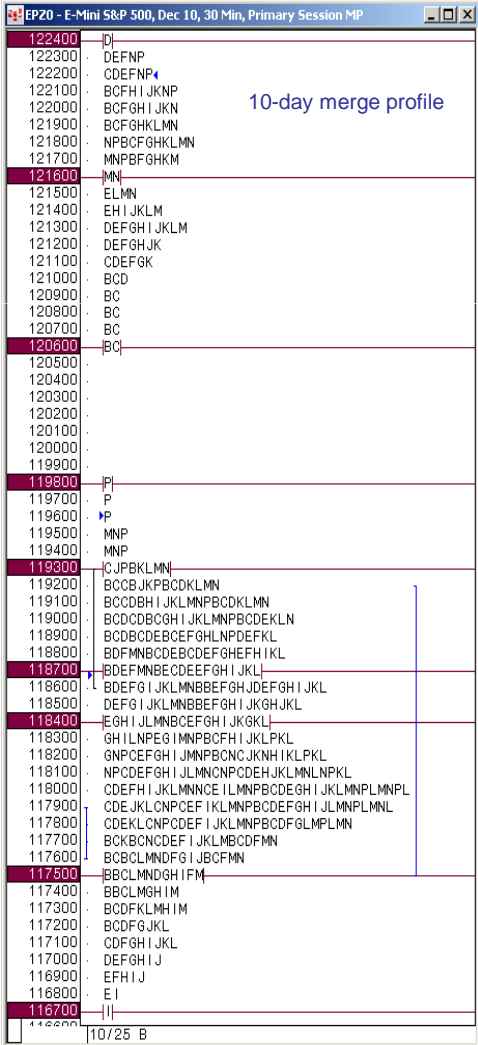 EPZ0 - E-Mini S&P 500, Dec 10, 30 Min, Primary Session MP
10-day merge profile
122400 D
122300 DEFNP
122200 CDEFNP
122100 BCFHIJKNP
122000 BCFGHIJKN
121900 BCFGHKLMN
121800 NPBCFGHKLMN
121700 MNPBFGHKM
121600 MN
121500 ELMN
121400 EHIJKLM
121300 DEFGHIJKLM
121200 DEFGHJK
121100 CDEFGK
121000 BCD
120900 BC
120800 BC
120700 BC
120600 BC
120500
120400
120300
120200
120100
120000
119900
119800 P
119700 P
119600 P
119500 MNP
119400 MNP
119300 CJPBKLMN
119200 BCCBJKPBCDKLMN
119100 BCCDBHIJKLMNPBCDKLMN
119000 BCDCDBCGHIJKLMNPBCDEKLN
118900 BCDBCDEBCEFGHLNPDEFKL
118800 BDFMNBCDEBCDEFGHEFHIKL
118700 BDEFMNBECDEEFGHIJKL
118600 BDEFGIJKLMNBBEFGHJDEFGHIJKL
118500 DEFGIJKLMNBBEFGHIJKGHJKL
118400 EGHIJLMNBCEFGHIJKGKL
118300 GHILNPEGIMNPBCFHIJKLPKL
118200 GNPCEFGHIJMNPBCNCJKNHIKLPKL
118100 NPCDEFGHIJLMNCNPCDEHJKLMNLNPKL
118000 CDEFHIJKLMNNCEILMNPBCDEGHIJKLMNPLMNPL
117900 CDEJKLCNPCEFIKLMNPBCDEFGHIJLMNPLMNL
117800 CDEKLCNPCDEFIJKLMNPBCDFGLMPLMN
117700 BCKBCNCDEFIJKLMBCDFMN
117600 BCBCLMNDFGIJBCFMN
117500 BBCLMNDGHIFM
117400 BBCLMGHIM
117300 BCDFKLMHIM
117200 BCDFGJKL
117100 CDFGHIJKL
117000 DEFGHIJ
116900 EFHIJ
116800 EI
116700 I
116600
10/25 B